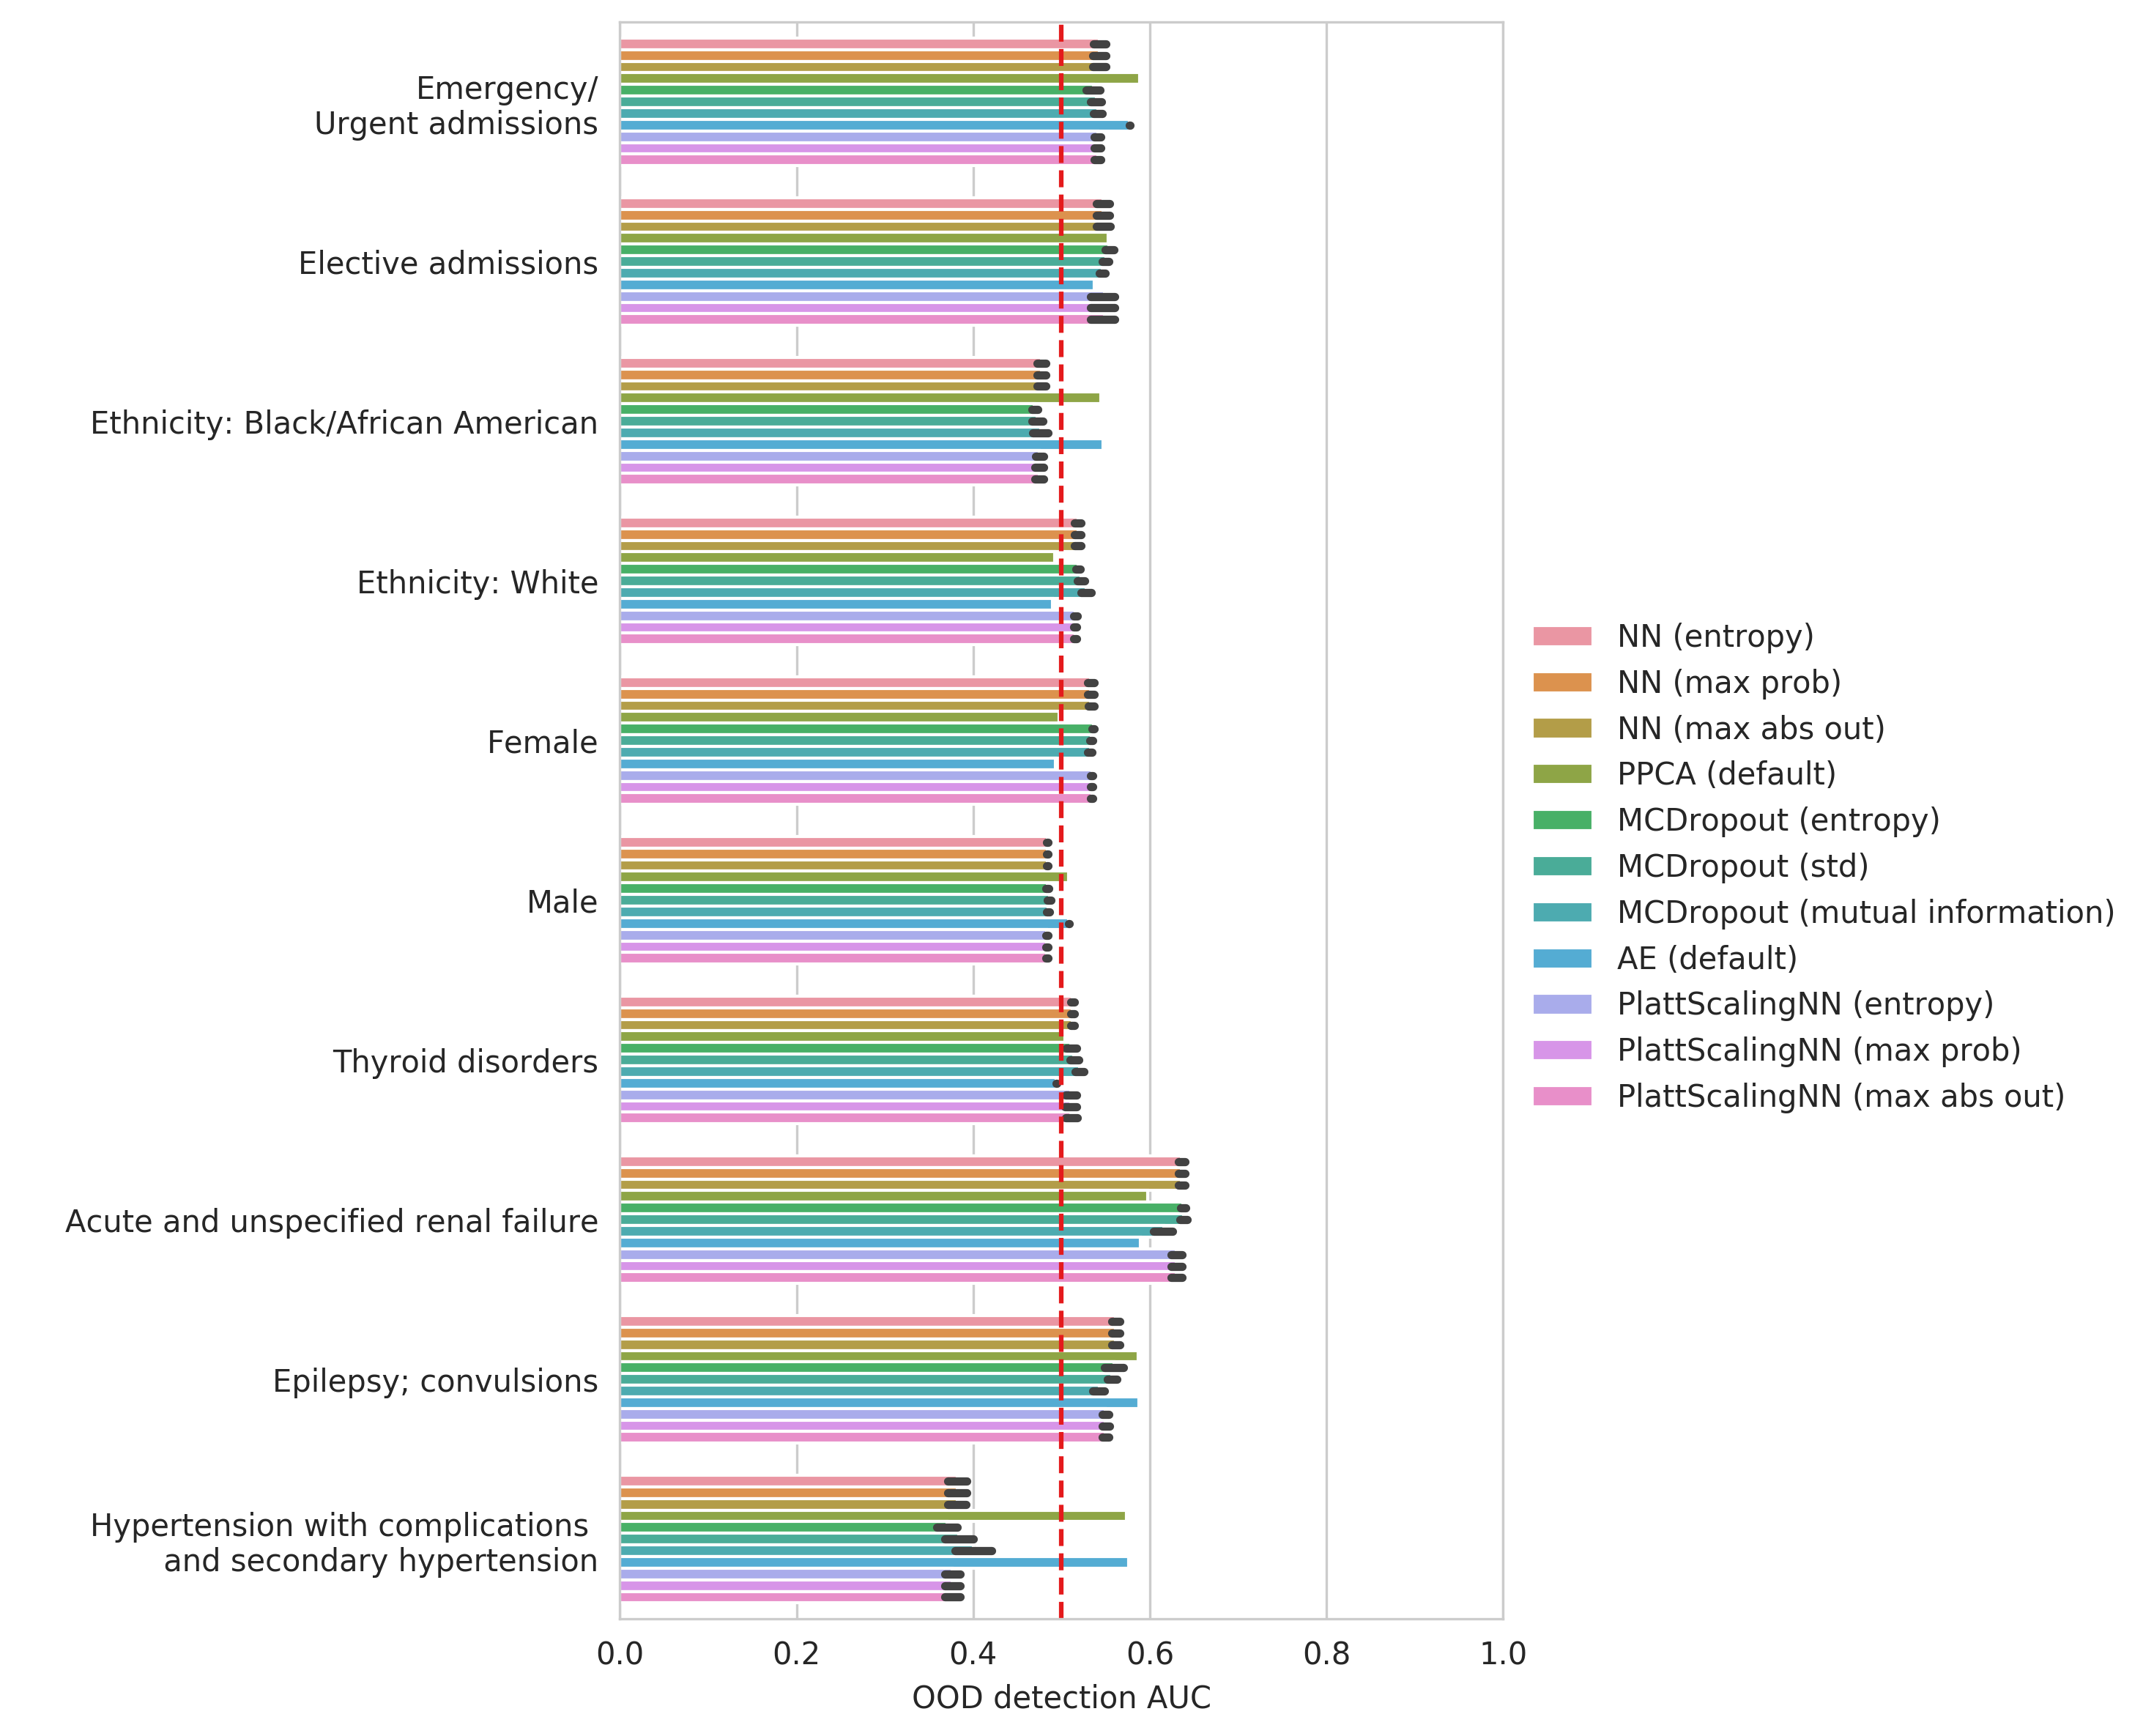 Emergency/
Urgent admissions
Elective admissions
Ethnicity: Black/African American
Ethnicity: White
Female
Male
Thyroid disorders
Acute and unspecified renal failure
Epilepsy; convulsions
Hypertension with complications
and secondary hypertension
0.0 0.2 0.4 0.6 0.8 1.0
OOD detection AUC
NN (entropy)
NN (max prob)
NN (max abs out)
PPCA (default)
MCDropout (entropy)
MCDropout (std)
MCDropout (mutual information)
AE (default)
PlattScalingNN (entropy)
PlattScalingNN (max prob)
PlattScalingNN (max abs out)